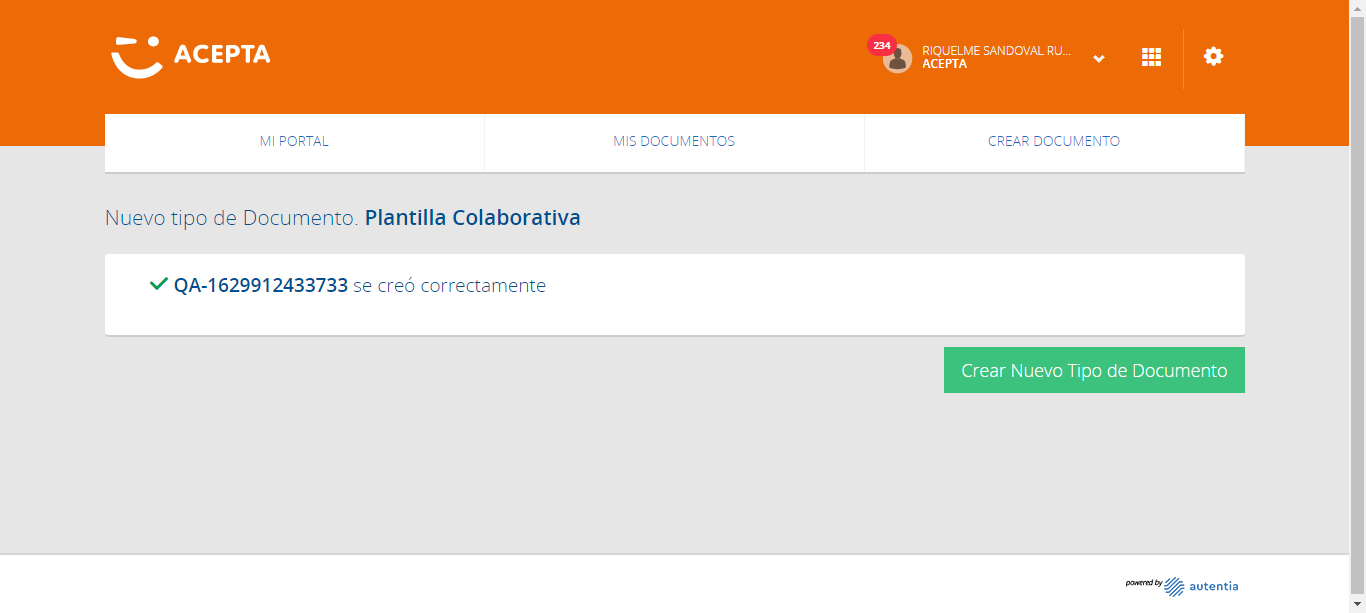 ACEPTA
234
RIQUELME SANDOVAL RU...
ACEPTA
MI PORTAL
MIS DOCUMENTOS
CREAR DOCUMENTO
Nuevo tipo de Documento. Plantilla Colaborativa
QA-1629912433733 se creó correctamente
Crear Nuevo Tipo de Documento
powered by autentia